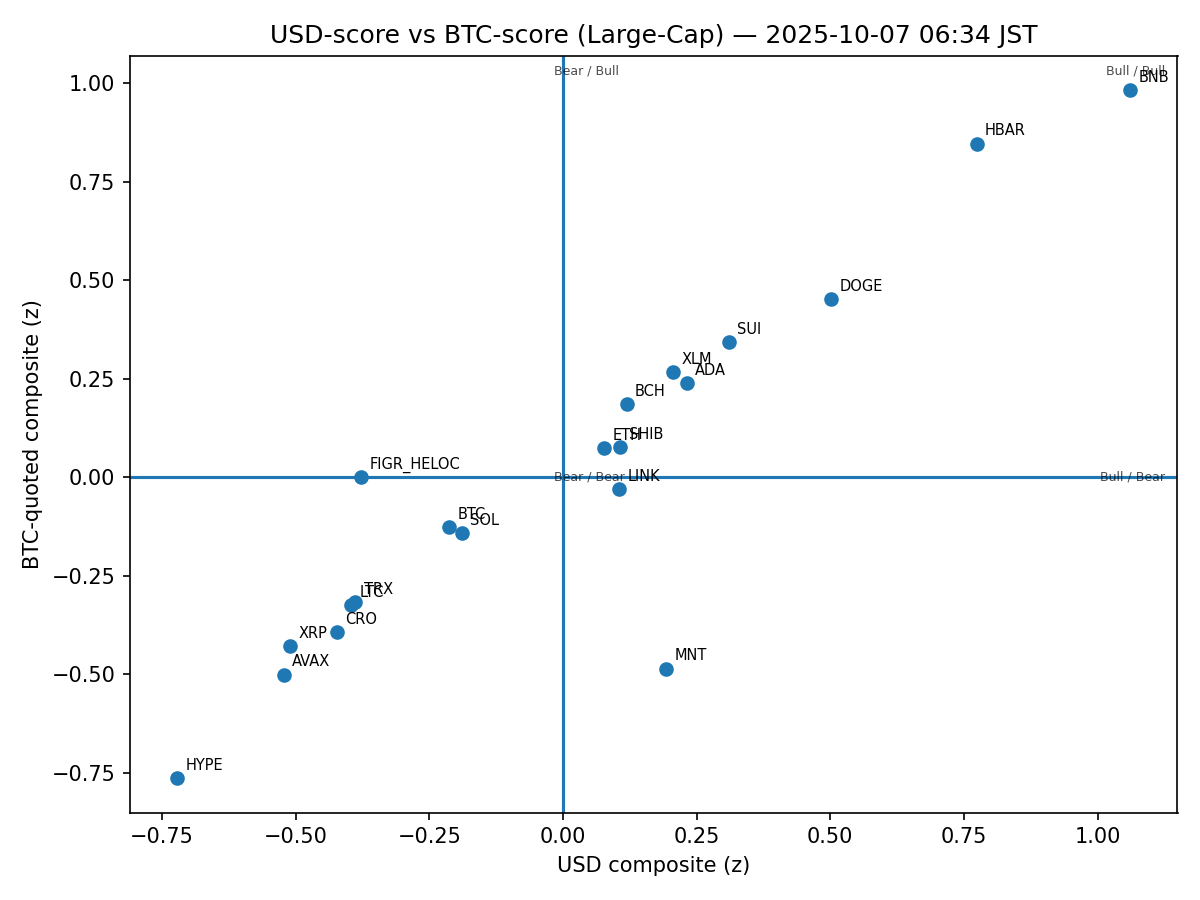 USD-score vs BTC-score (Large-Cap) — 2025-10-07 06:34 JST
Bear / Bull
Bull / Bull
BNB
1.00
HBAR
0.75
0.50
DOGE
SUI
XLM
ADA
0.25
BCH
ETH
SHIB
FIGR_HELOC
0.00
Bear / Bear
LINK
Bull / Bear
BTC
SOL
−0.25
TRX
LTC
CRO
XRP
−0.50
AVAX
MNT
−0.75
HYPE
−0.75
−0.50
−0.25
0.00
0.25
0.50
0.75
1.00
USD composite (z)
BTC-quoted composite (z)